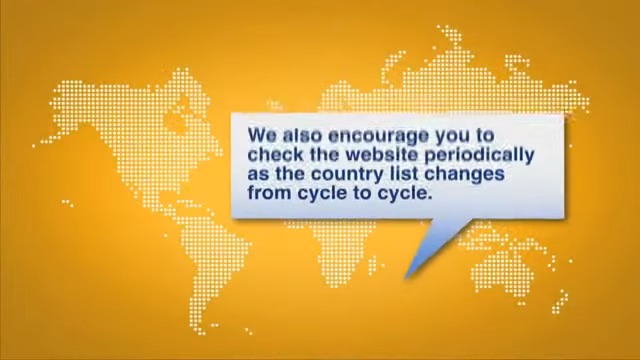 We also encourage you to
check the website periodically
as the country list changes
from cycle to cycle.